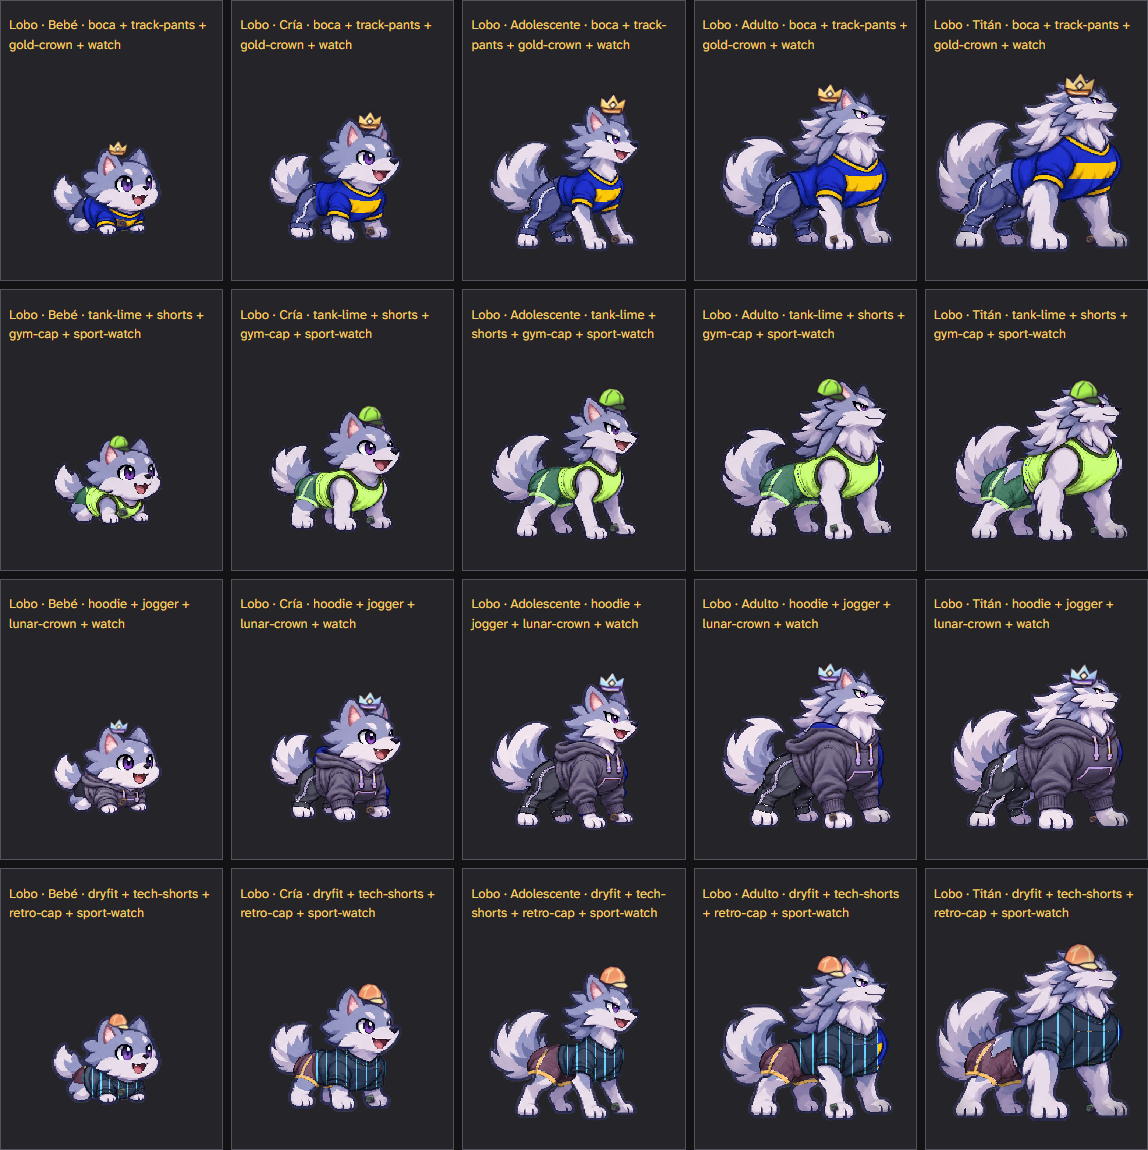 Lobo · Bebé · boca + track-pants +
gold-crown + watch
Lobo · Cría · boca + track-pants +
gold-crown + watch
Lobo · Adolescente · boca + track-
pants + gold-crown + watch
Lobo · Adulto · boca + track-pants +
gold-crown + watch
Lobo · Titán · boca + track-pants +
gold-crown + watch
Lobo · Bebé · tank-lime + shorts +
gym-cap + sport-watch
Lobo · Cría · tank-lime + shorts +
gym-cap + sport-watch
Lobo · Adolescente · tank-lime +
shorts + gym-cap + sport-watch
Lobo · Adulto · tank-lime + shorts +
gym-cap + sport-watch
Lobo · Titán · tank-lime + shorts +
gym-cap + sport-watch
Lobo · Bebé · hoodie + jogger +
lunar-crown + watch
Lobo · Cría · hoodie + jogger +
lunar-crown + watch
Lobo · Adolescente · hoodie +
jogger + lunar-crown + watch
Lobo · Adulto · hoodie + jogger +
lunar-crown + watch
Lobo · Titán · hoodie + jogger +
lunar-crown + watch
Lobo · Bebé · dryfit + tech-shorts +
retro-cap + sport-watch
Lobo · Cría · dryfit + tech-shorts +
retro-cap + sport-watch
Lobo · Adolescente · dryfit + tech-
shorts + retro-cap + sport-watch
Lobo · Adulto · dryfit + tech-shorts
+ retro-cap + sport-watch
Lobo · Titán · dryfit + tech-shorts +
retro-cap + sport-watch